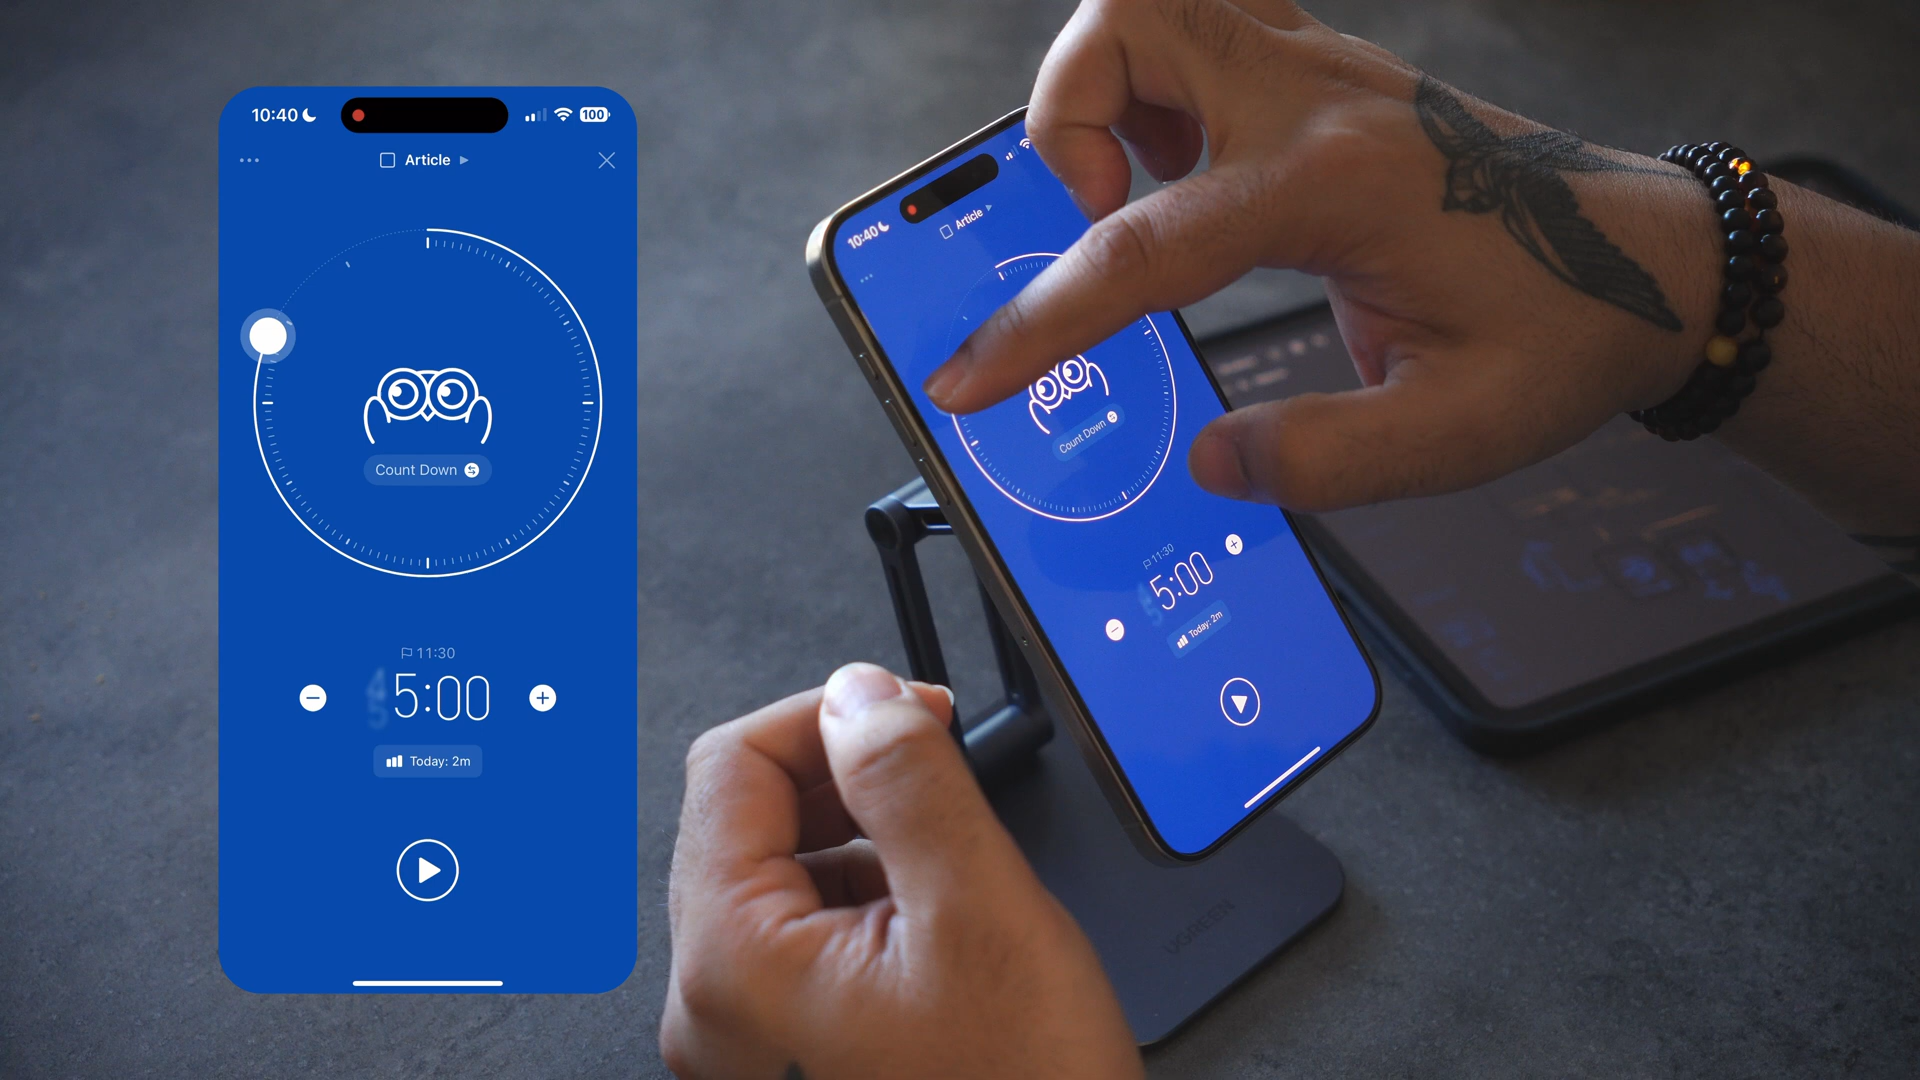 10:40
100
Article
Count Down
11:30
5:00
Today: 2m
10:40
Article
Count Down
11:30
5:00
Today: 2m
UGREEN